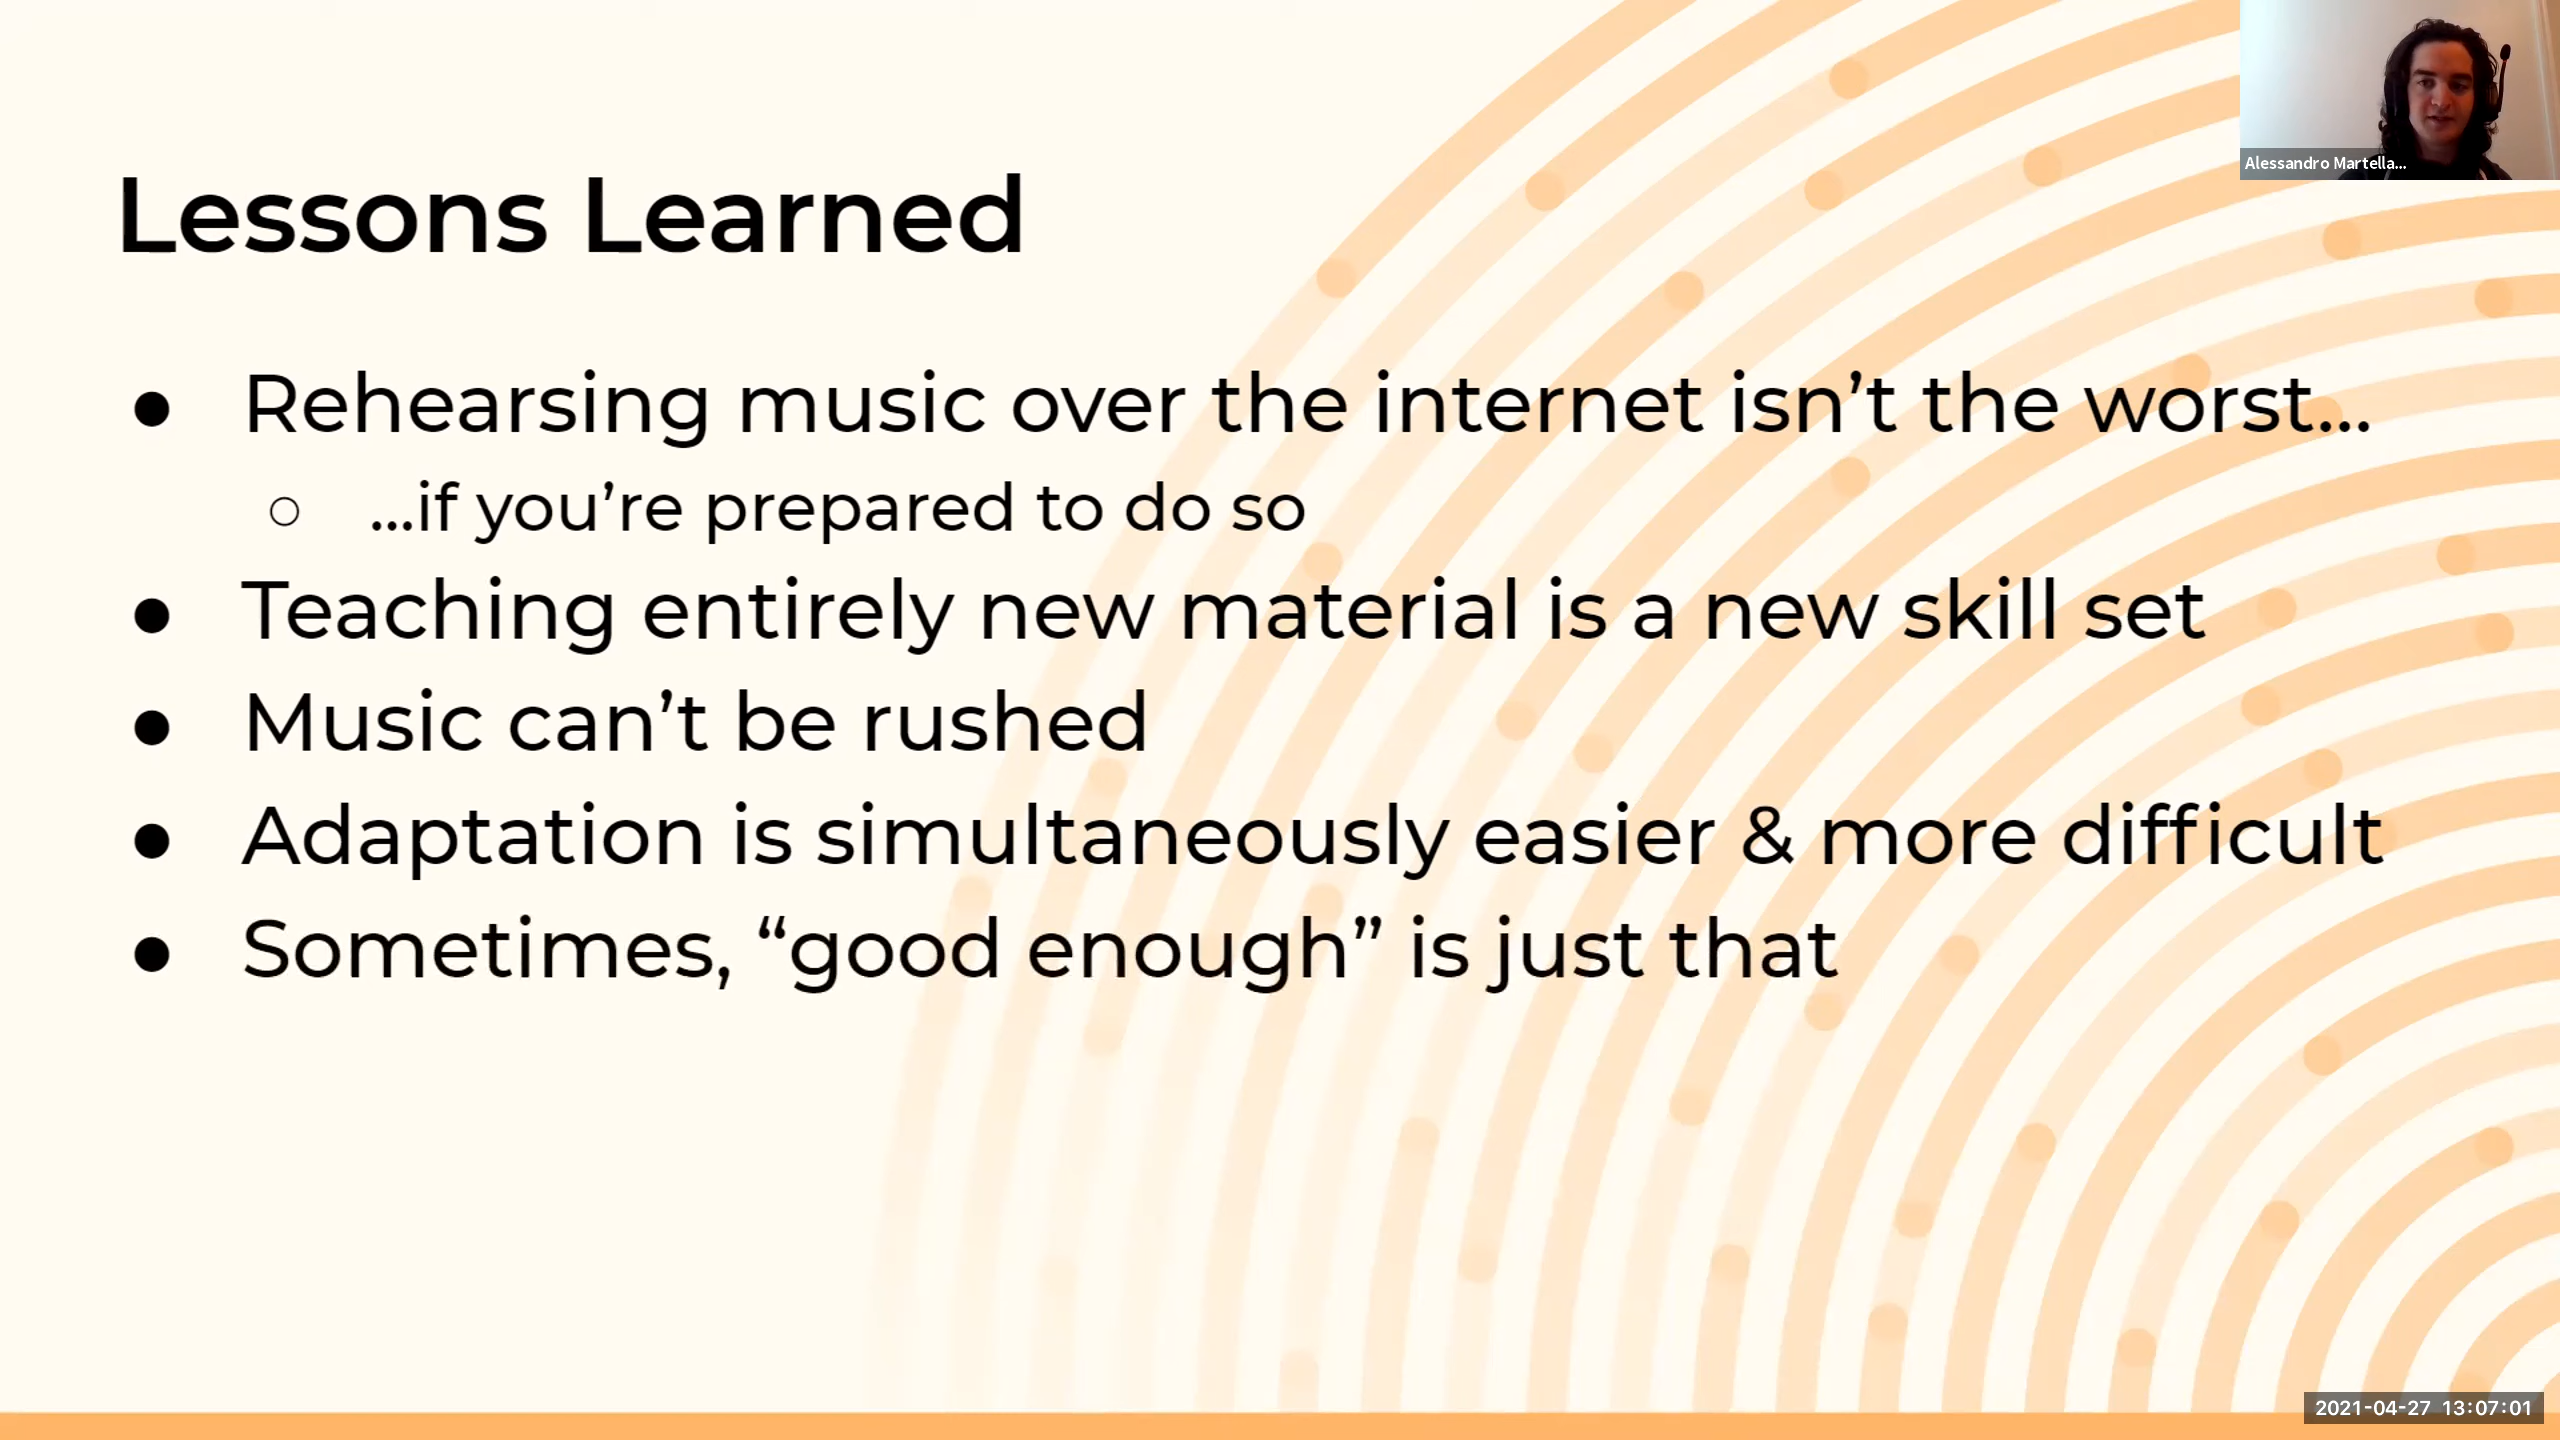 Alessandro Martella...
Lessons Learned
● Rehearsing music over the internet isn’t the worst...
○ ...if you’re prepared to do so
● Teaching entirely new material is a new skill set
● Music can’t be rushed
● Adaptation is simultaneously easier & more difficult
● Sometimes, “good enough” is just that
2021-04-27 13:07:01